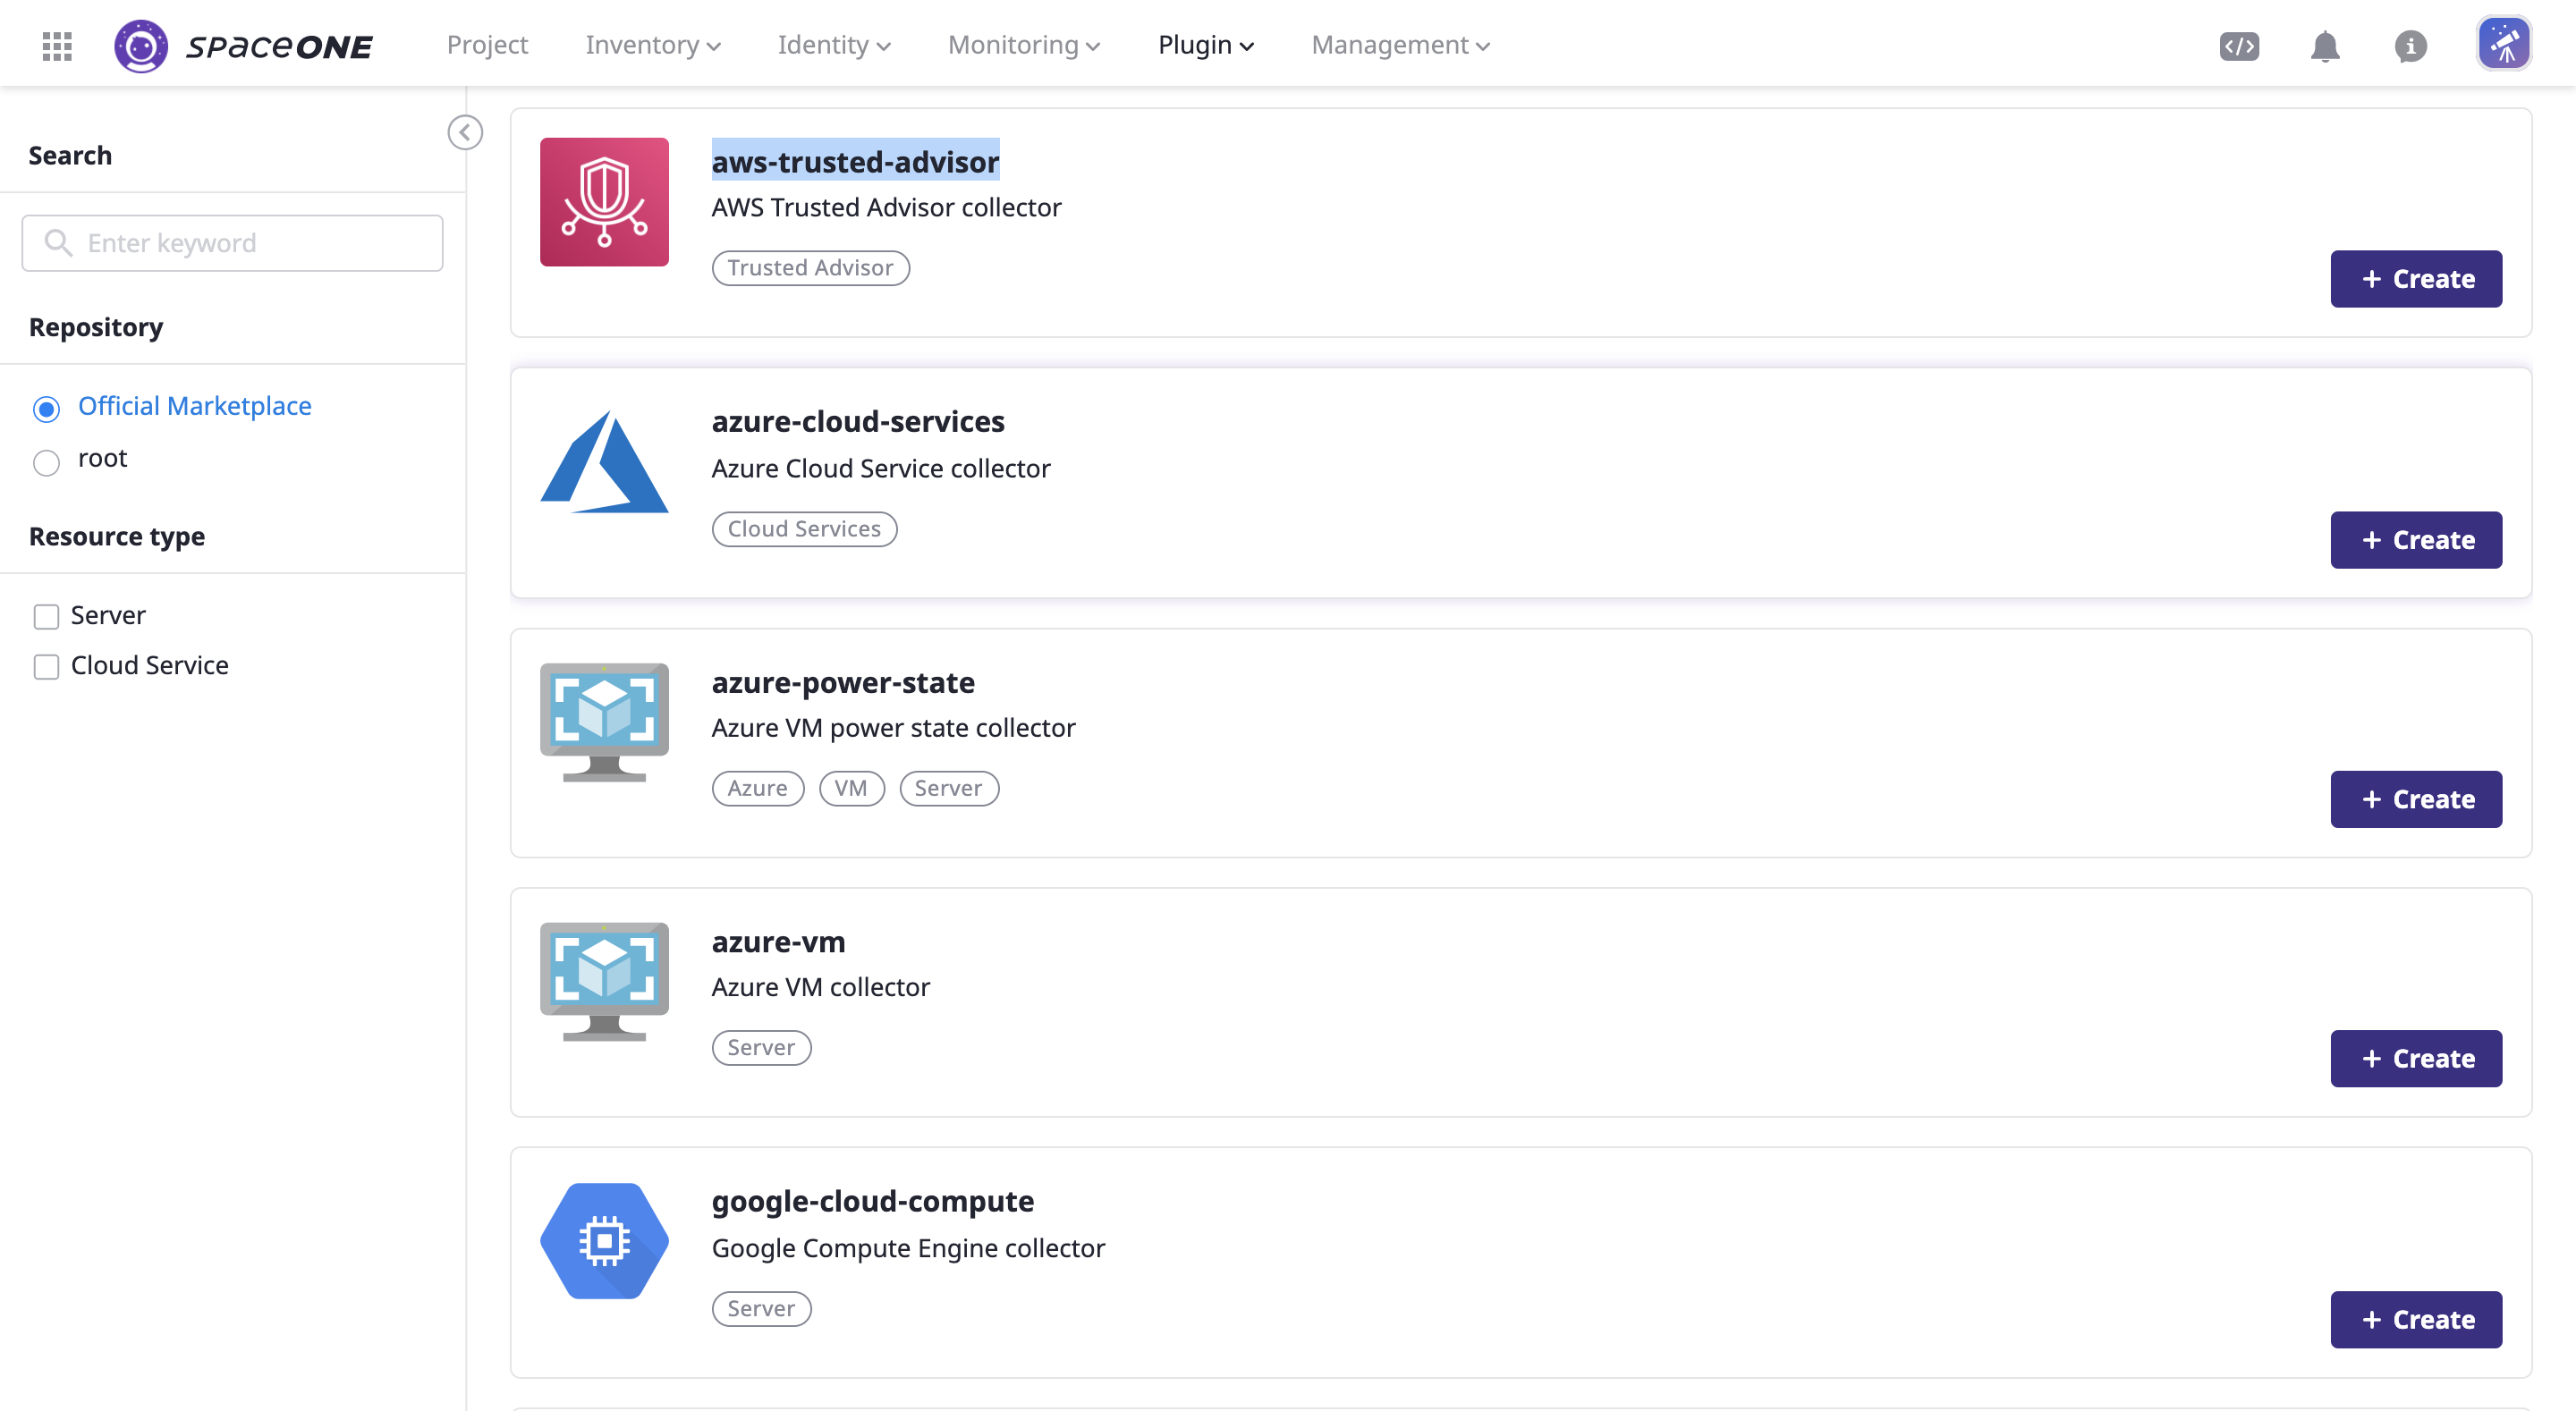 spaceONE Project Inventory Identity Monitoring Plugin Management
Search
Enter keyword
Repository
Official Marketplace
root
Resource type
Server
Cloud Service
aws-trusted-advisor
AWS Trusted Advisor collector
Trusted Advisor
+ Create
azure-cloud-services
Azure Cloud Service collector
Cloud Services
+ Create
azure-power-state
Azure VM power state collector
Azure VM Server
+ Create
azure-vm
Azure VM collector
Server
+ Create
google-cloud-compute
Google Compute Engine collector
Server
+ Create